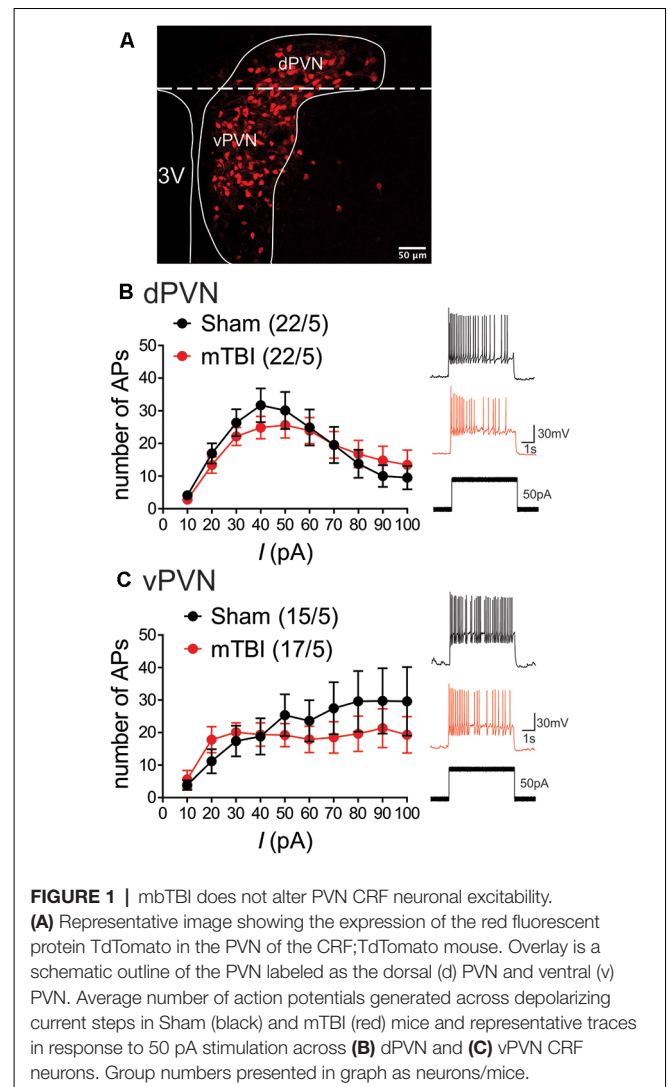 A
dPVN
vPVN
3V
50 µm
B dPVN
Sham (22/5)
mTBI (22/5)
number of APs
50
40
30
20
10
0
0 10 20 30 40 50 60 70 80 90 100
I (pA)
30mV
1s
50pA
C vPVN
Sham (15/5)
mTBI (17/5)
number of APs
50
40
30
20
10
0
0 10 20 30 40 50 60 70 80 90 100
I (pA)
30mV
1s
50pA
FIGURE 1 | mbTBI does not alter PVN CRF neuronal excitability.
(A) Representative image showing the expression of the red fluorescent
protein TdTomato in the PVN of the CRF;TdTomato mouse. Overlay is a
schematic outline of the PVN labeled as the dorsal (d) PVN and ventral (v)
PVN. Average number of action potentials generated across depolarizing
current steps in Sham (black) and mTBI (red) mice and representative traces
in response to 50 pA stimulation across (B) dPVN and (C) vPVN CRF
neurons. Group numbers presented in graph as neurons/mice.